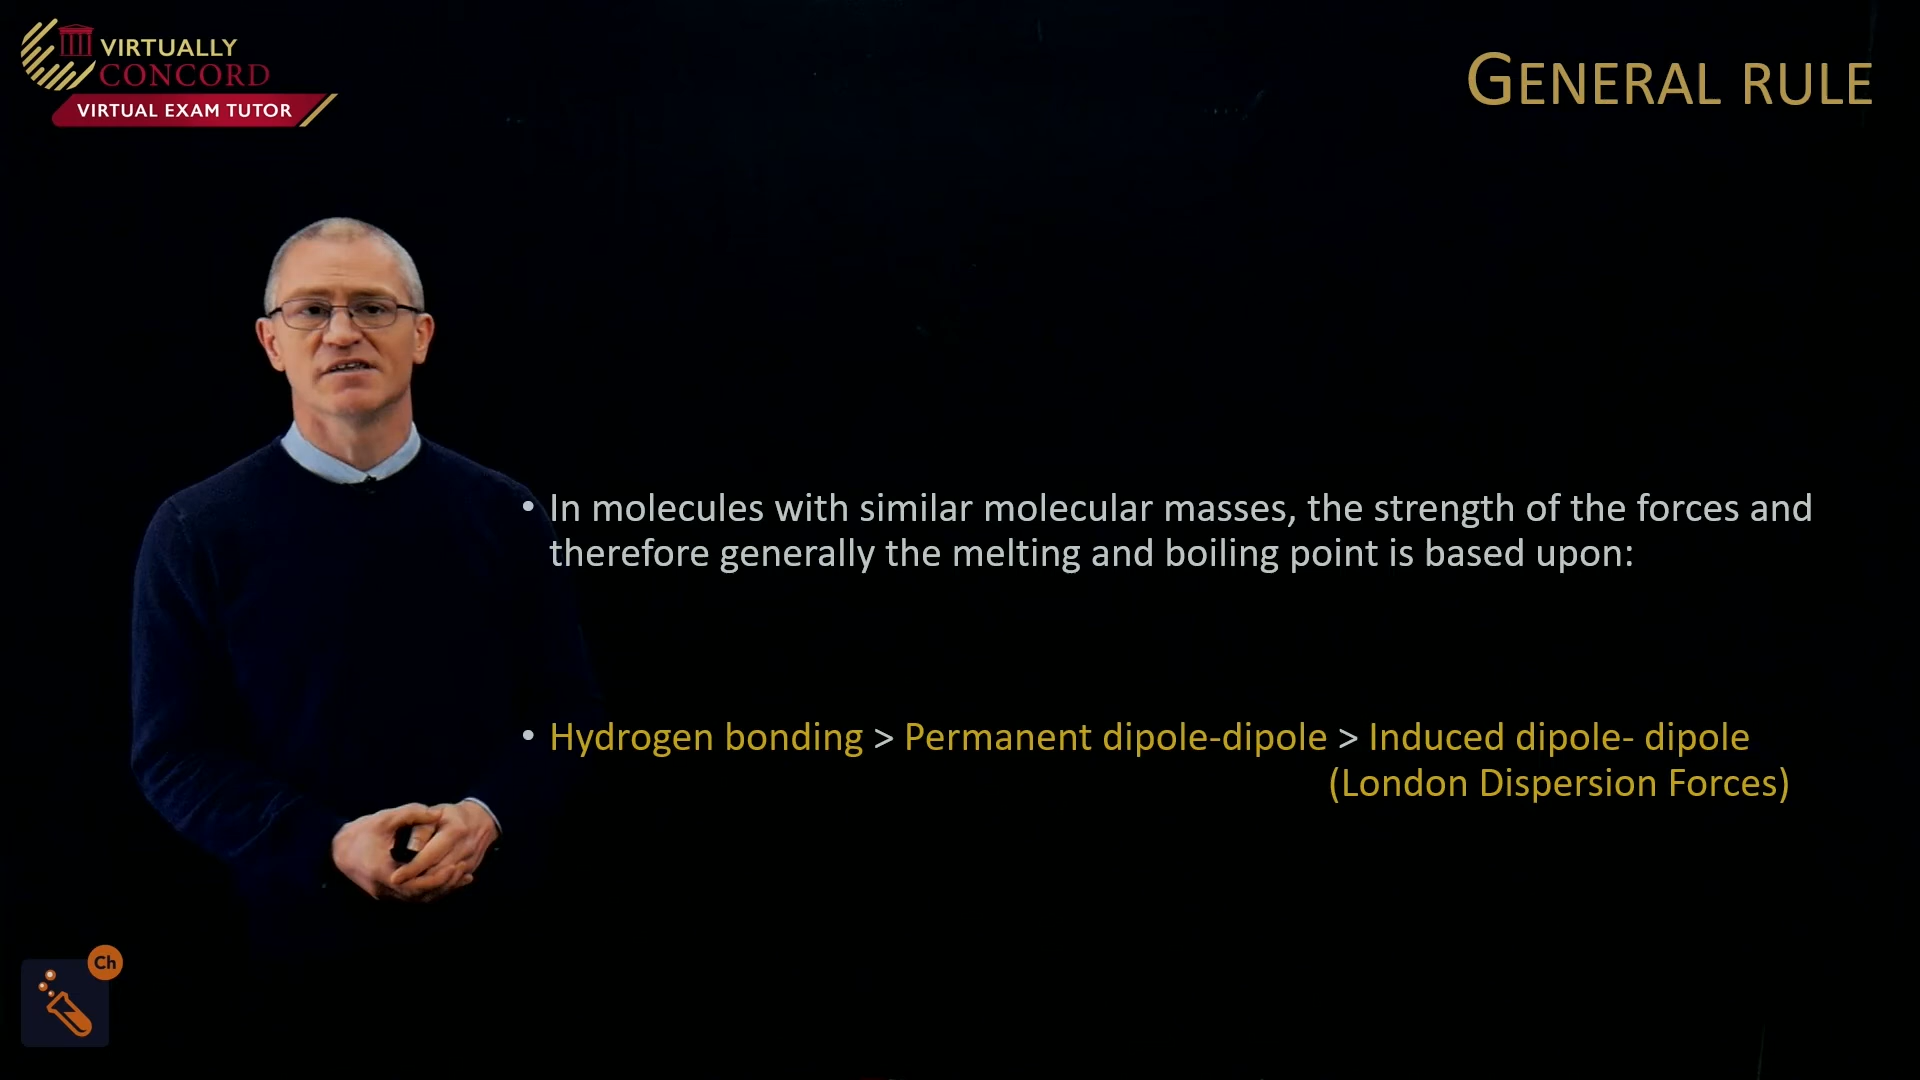 VIRTUALLY
CONCORD
VIRTUAL EXAM TUTOR
GENERAL RULE
• In molecules with similar molecular masses, the strength of the forces and
therefore generally the melting and boiling point is based upon:
• Hydrogen bonding > Permanent dipole-dipole > Induced dipole- dipole
(London Dispersion Forces)
Ch